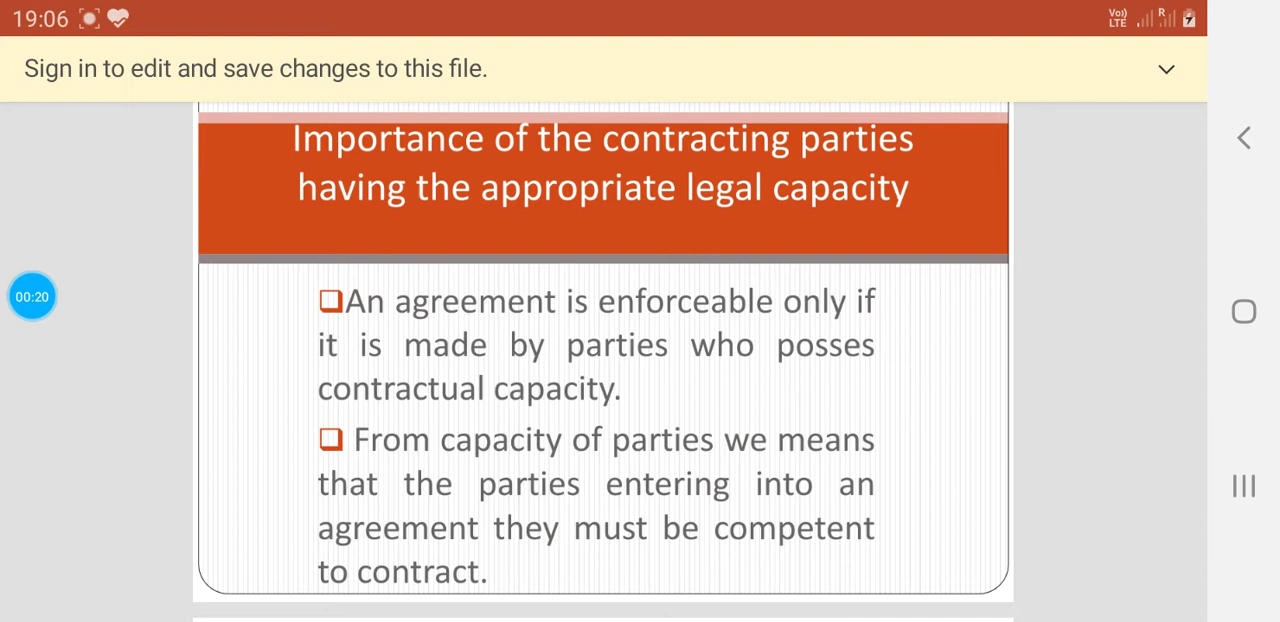 19:06
Vo))
LTE
R
Sign in to edit and save changes to this file.
Importance of the contracting parties
having the appropriate legal capacity
00:20
An agreement is enforceable only if
it is made by parties who posses
contractual capacity.
From capacity of parties we means
that the parties entering into an
agreement they must be competent
to contract.